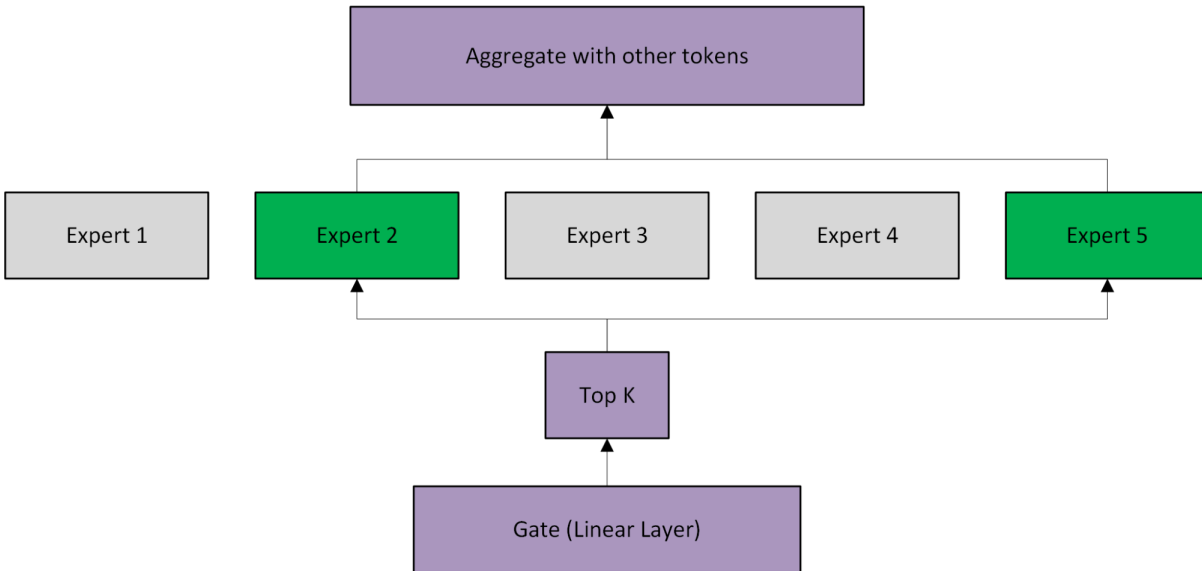 Aggregate with other tokens
Expert 1
Expert 2
Expert 3
Expert 4
Expert 5
Top K
Gate (Linear Layer)